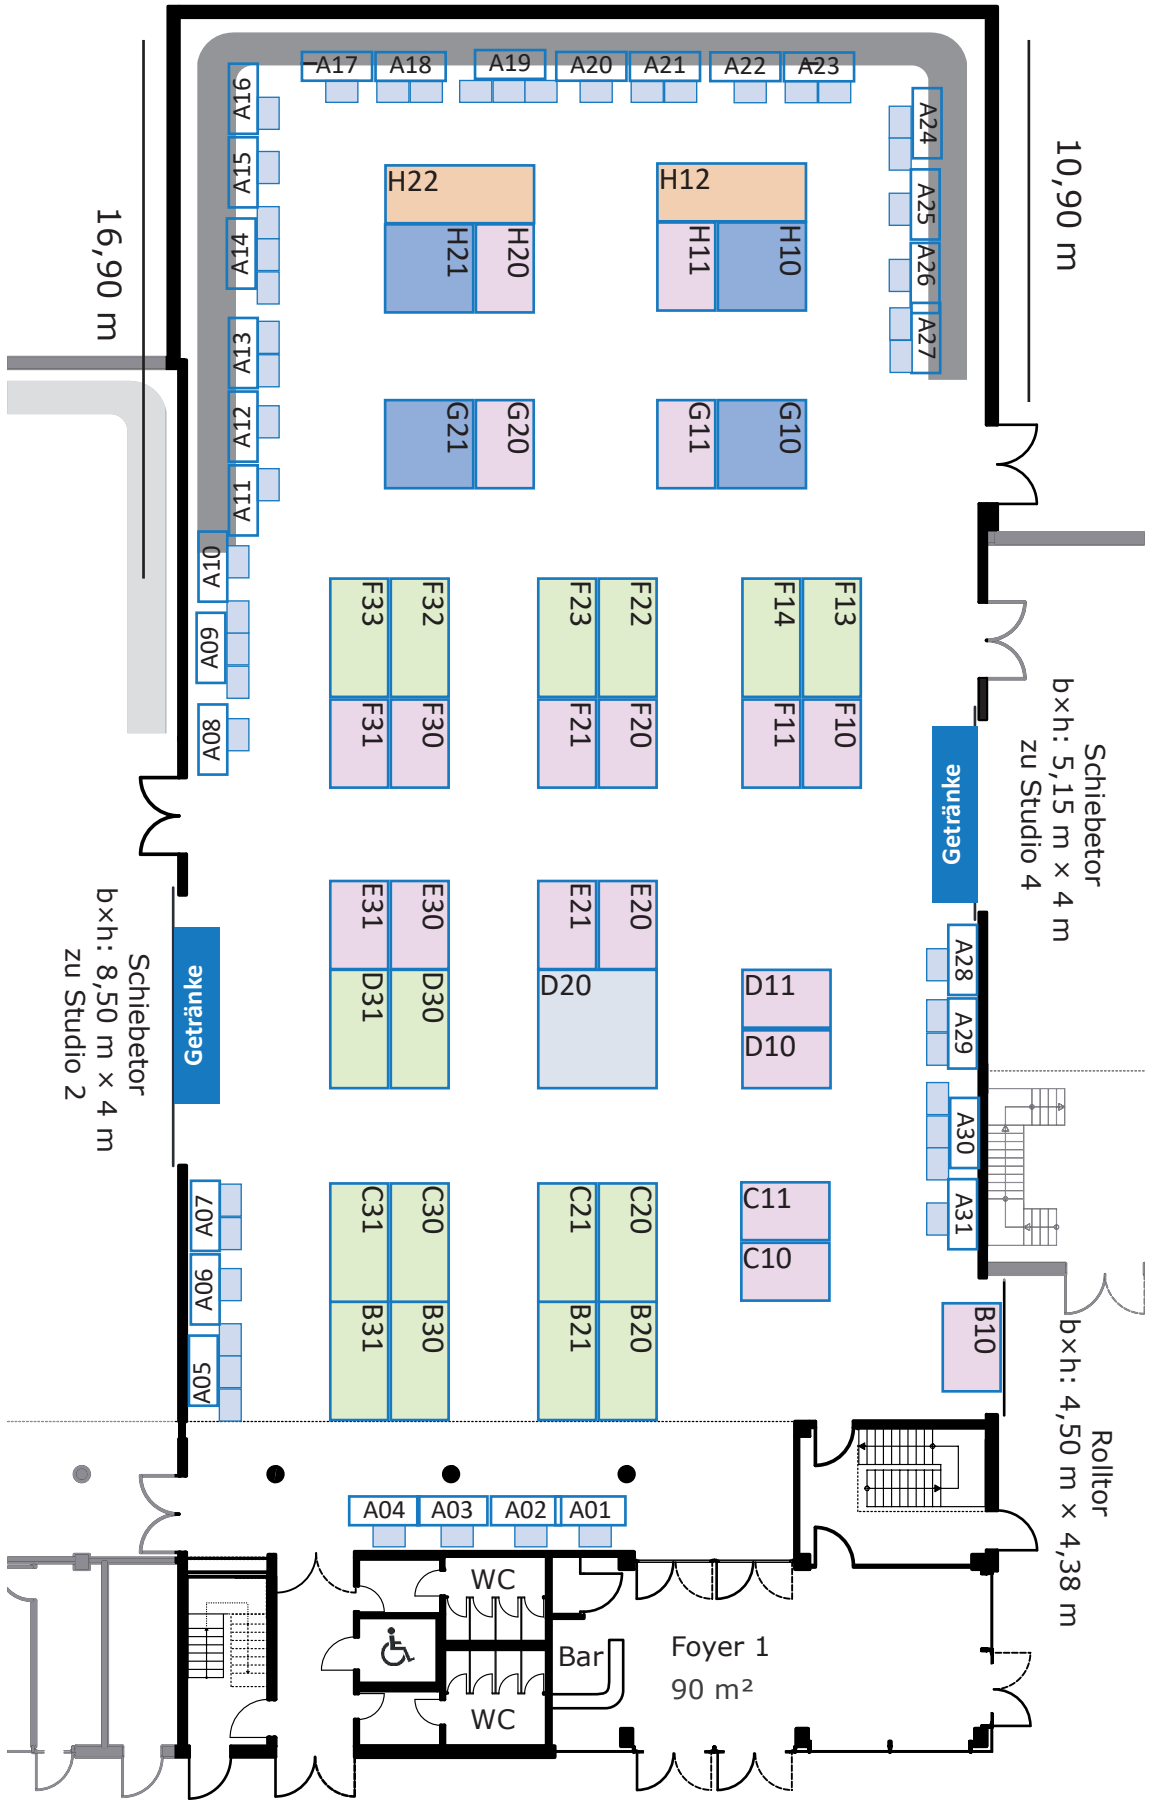 A17
A18
A19
A20
A21
A22
A23
A16
A15
A14
A13
A12
A11
A10
A09
A08
A24
A25
A26
A27
10,90 m
16,90 m
H22
H21
H20
H12
H11
H10
G21
G20
G11
G10
F33
F32
F23
F22
F14
F13
F31
F30
F21
F20
F11
F10
Schiebetor
b×h: 5,15 m × 4 m
zu Studio 4
Getränke
E31
E30
E21
E20
D31
D30
D20
D11
D10
Getränke
Schiebetor
b×h: 8,50 m × 4 m
zu Studio 2
A28
A29
A30
A31
A07
A06
A05
C31
C30
C21
C20
C11
C10
B31
B30
B21
B20
B10
Rolltor
b×h: 4,50 m × 4,38 m
A04
A03
A02
A01
WC
WC
Bar
Foyer 1
90 m²